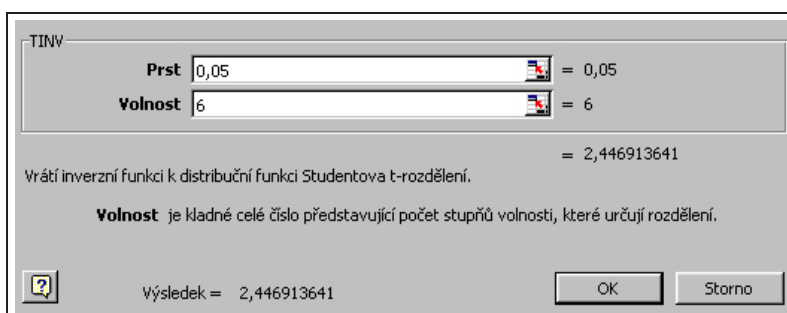 TINV
Prst 0,05 = 0,05
Volnost 6 = 6
= 2,446913641
Vrátí inverzní funkci k distribuční funkci Studentova t-rozdělení.
Volnost je kladné celé číslo představující počet stupňů volnosti, které určují rozdělení.
Výsledek = 2,446913641
OK
Storno